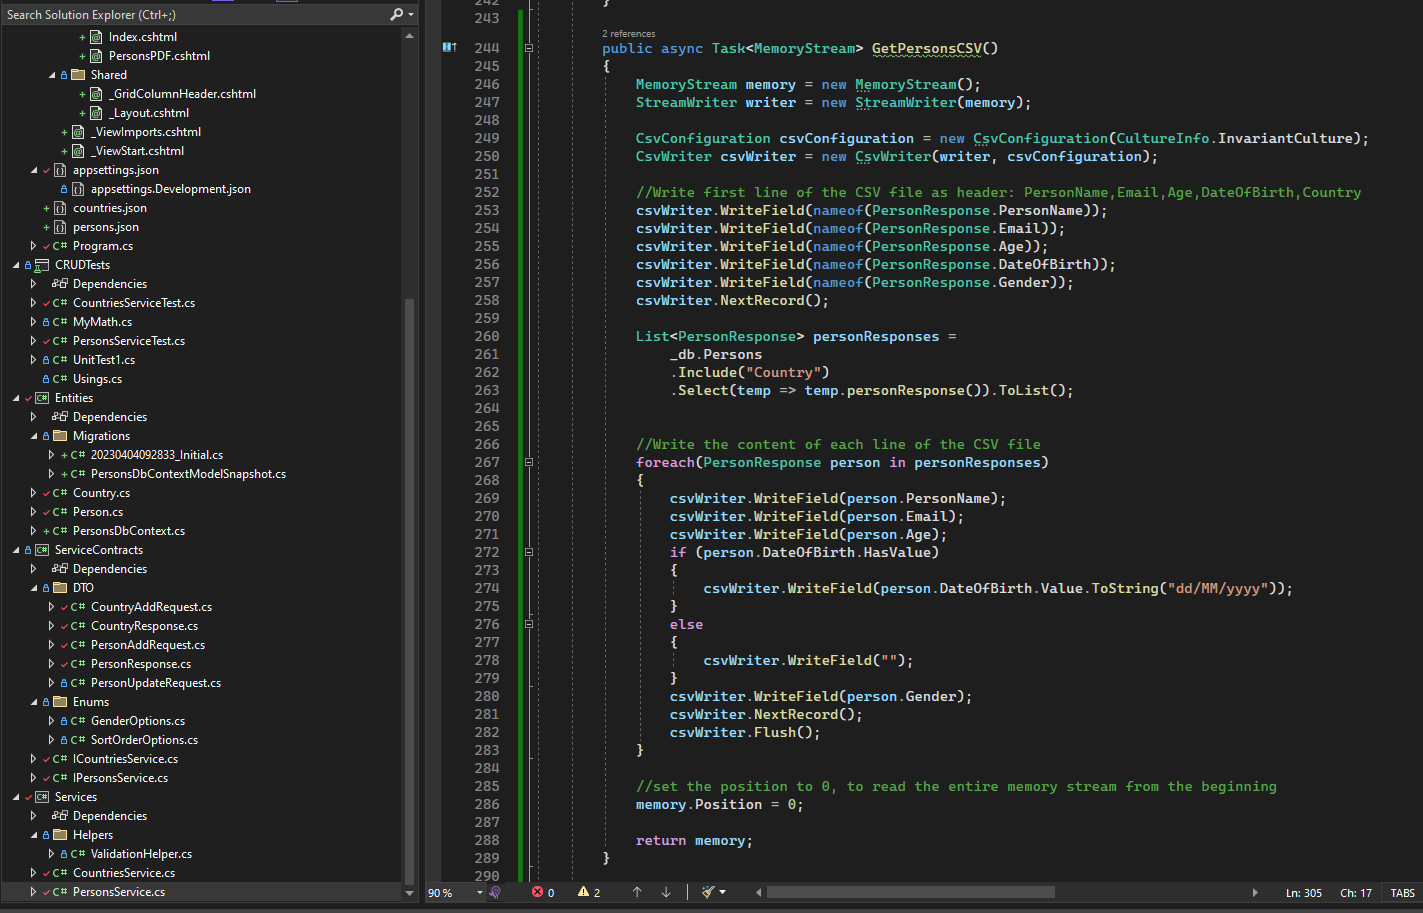 Search Solution Explorer (Ctrl+;)
Index.cshtml
PersonsPDF.cshtml
Shared
_GridColumnHeader.cshtml
_Layout.cshtml
_ViewImports.cshtml
_ViewStart.cshtml
appsettings.json
appsettings.Development.json
countries.json
persons.json
Program.cs
CRUDTests
Dependencies
CountriesServiceTest.cs
MyMath.cs
PersonsServiceTest.cs
UnitTest1.cs
Usings.cs
Entities
Dependencies
Migrations
20230404092833_Initial.cs
PersonsDbContextModelSnapshot.cs
Country.cs
Person.cs
PersonsDbContext.cs
ServiceContracts
Dependencies
DTO
CountryAddRequest.cs
CountryResponse.cs
PersonAddRequest.cs
PersonResponse.cs
PersonUpdateRequest.cs
Enums
GenderOptions.cs
SortOrderOptions.cs
ICountriesService.cs
IPersonsService.cs
Services
Dependencies
Helpers
ValidationHelper.cs
CountriesService.cs
PersonsService.cs
242 }
243
2 references
244 public async Task<MemoryStream> GetPersonsCSV()
245 {
246 MemoryStream memory = new MemoryStream();
247 StreamWriter writer = new StreamWriter(memory);
248
249 CsvConfiguration csvConfiguration = new CsvConfiguration(CultureInfo.InvariantCulture);
250 CsvWriter csvWriter = new CsvWriter(writer, csvConfiguration);
251
252 //Write first line of the CSV file as header: PersonName,Email,Age,DateOfBirth,Country
253 csvWriter.WriteField(nameof(PersonResponse.PersonName));
254 csvWriter.WriteField(nameof(PersonResponse.Email));
255 csvWriter.WriteField(nameof(PersonResponse.Age));
256 csvWriter.WriteField(nameof(PersonResponse.DateOfBirth));
257 csvWriter.WriteField(nameof(PersonResponse.Gender));
258 csvWriter.NextRecord();
259
260 List<PersonResponse> personResponses =
261 _db.Persons
262 .Include("Country")
263 .Select(temp => temp.personResponse()).ToList();
264
265
266 //Write the content of each line of the CSV file
267 foreach(PersonResponse person in personResponses)
268 {
269 csvWriter.WriteField(person.PersonName);
270 csvWriter.WriteField(person.Email);
271 csvWriter.WriteField(person.Age);
272 if (person.DateOfBirth.HasValue)
273 {
274 csvWriter.WriteField(person.DateOfBirth.Value.ToString("dd/MM/yyyy"));
275 }
276 else
277 {
278 csvWriter.WriteField("");
279 }
280 csvWriter.WriteField(person.Gender);
281 csvWriter.NextRecord();
282 csvWriter.Flush();
283 }
284
285 //set the position to 0, to read the entire memory stream from the beginning
286 memory.Position = 0;
287
288 return memory;
289 }
290
90 % 0 2 Ln: 305 Ch: 17 TABS